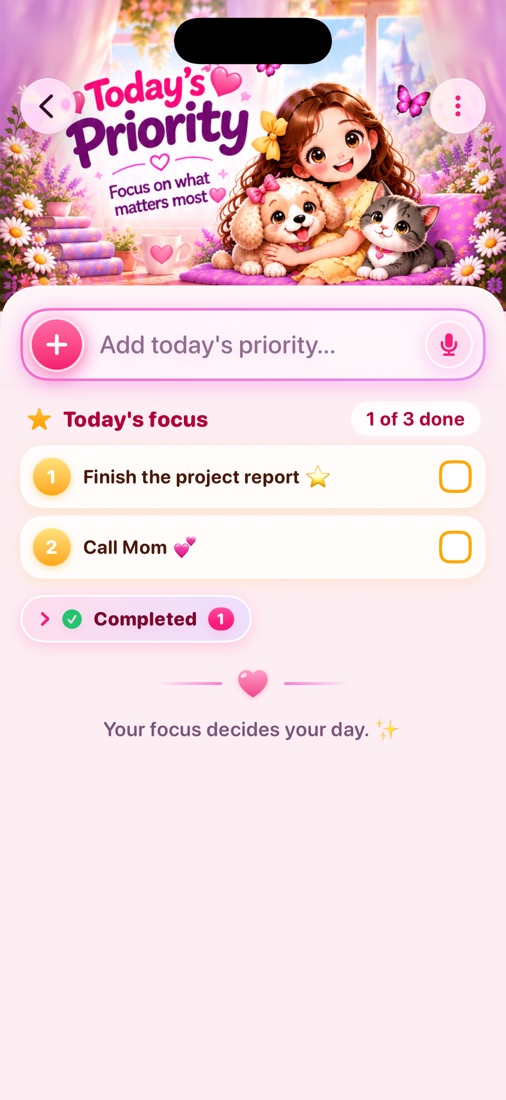 Today's
Priority
Focus on what
matters most
Add today's priority...
⭐ Today's focus
1 of 3 done
1 Finish the project report ⭐
2 Call Mom 💕
Completed 1
Your focus decides your day. ✨